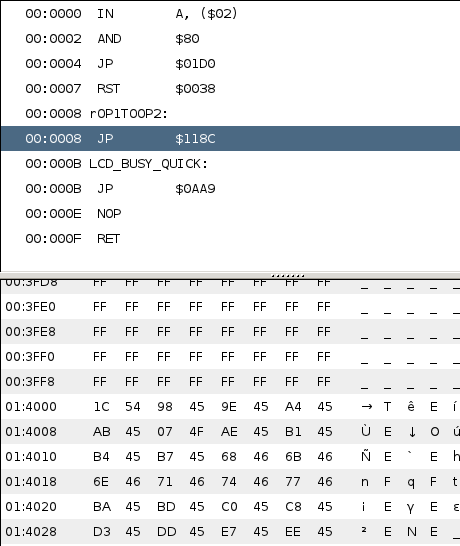 00:0000 IN A, ($02)
00:0002 AND $80
00:0004 JP $01D0
00:0007 RST $0038
00:0008 rOP1TOOP2:
00:0008 JP $118C
00:000B LCD_BUSY_QUICK:
00:000B JP $0AA9
00:000E NOP
00:000F RET
00:3FD8 FF FF FF FF FF FF FF FF _ _ _ _ _
00:3FE0 FF FF FF FF FF FF FF FF _ _ _ _ _
00:3FE8 FF FF FF FF FF FF FF FF _ _ _ _ _
00:3FF0 FF FF FF FF FF FF FF FF _ _ _ _ _
00:3FF8 FF FF FF FF FF FF FF FF _ _ _ _ _
01:4000 1C 54 98 45 9E 45 A4 45 → T ê E í
01:4008 AB 45 07 4F AE 45 B1 45 Ù E ↓ O ú
01:4010 B4 45 B7 45 68 46 6B 46 Ñ E ` E h
01:4018 6E 46 71 46 74 46 77 46 n F q F t
01:4020 BA 45 BD 45 C0 45 C8 45 i E γ E ε
01:4028 D3 45 DD 45 E7 45 EE 45 ² E N E _